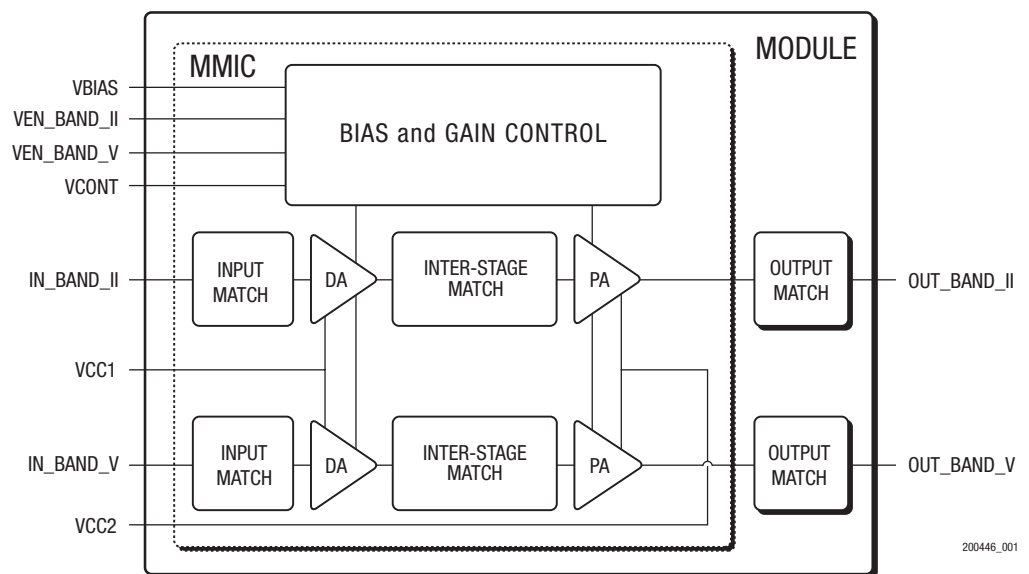 MODULE
MMIC
VBIAS
VEN_BAND_II
VEN_BAND_V
VCONT
BIAS and GAIN CONTROL
IN_BAND_II
INPUT
MATCH
DA
INTER-STAGE
MATCH
PA
OUTPUT
MATCH
OUT_BAND_II
VCC1
IN_BAND_V
INPUT
MATCH
DA
INTER-STAGE
MATCH
PA
OUTPUT
MATCH
OUT_BAND_V
VCC2
200446_001